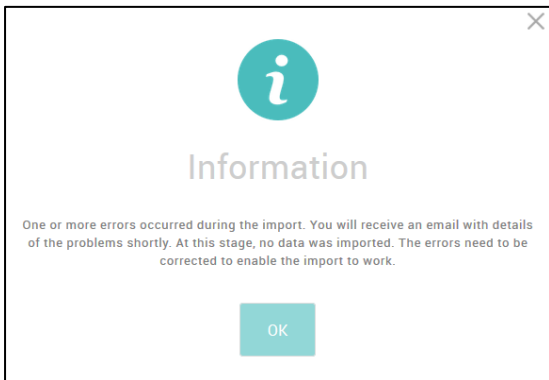 Information
One or more errors occurred during the import. You will receive an email with details
of the problems shortly. At this stage, no data was imported. The errors need to be
corrected to enable the import to work.
OK